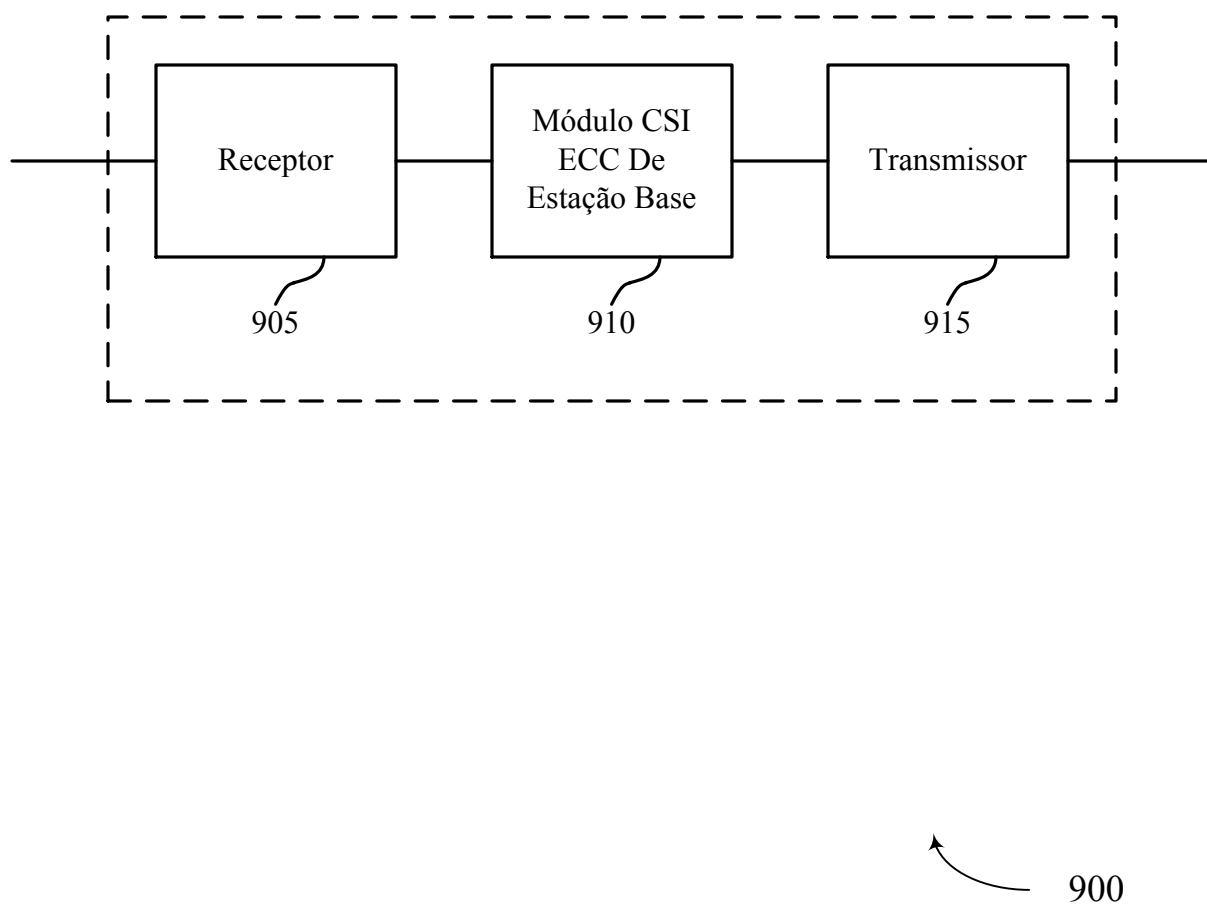 Receptor
Módulo CSI
ECC De
Estação Base
Transmissor
905
910
915
900